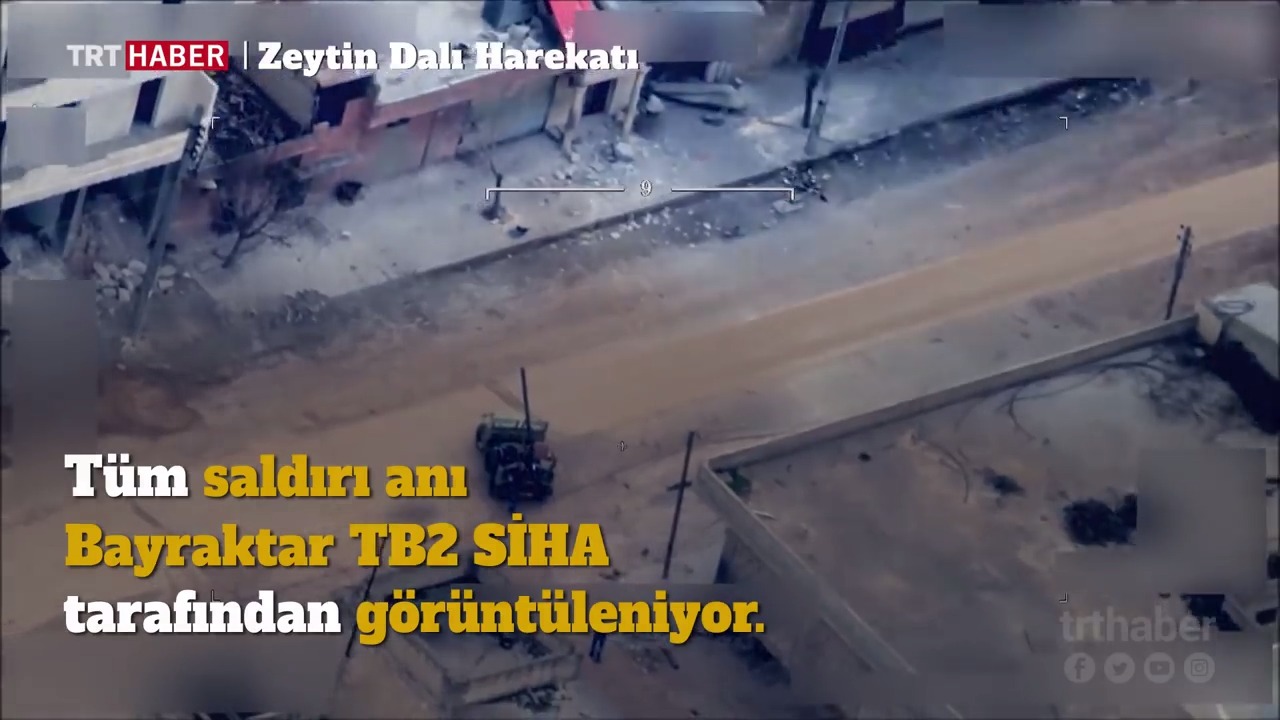 TRT HABER | Zeytin Dalı Harekatı
9
Tüm saldırı anı
Bayraktar TB2 SİHA
tarafından görüntüleniyor.
trthaber